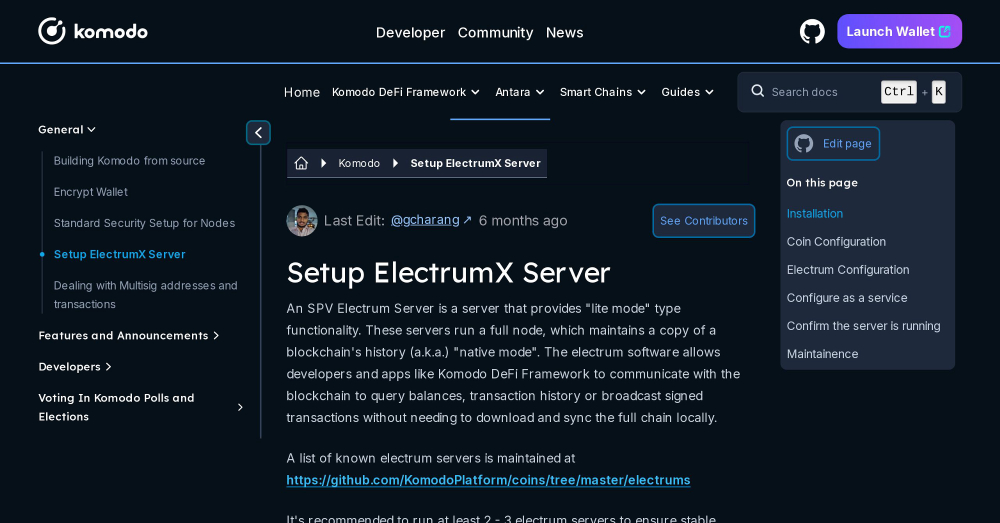 komodo
Developer Community News
Launch Wallet
Home Komodo DeFi Framework Antara Smart Chains Guides
Search docs Ctrl + K
General
Building Komodo from source
Encrypt Wallet
Standard Security Setup for Nodes
Setup ElectrumX Server
Dealing with Multisig addresses and
transactions
Features and Announcements
Developers
Voting In Komodo Polls and
Elections
Komodo Setup ElectrumX Server
Last Edit: @gcharang ↗ 6 months ago
See Contributors
Setup ElectrumX Server
An SPV Electrum Server is a server that provides "lite mode" type
functionality. These servers run a full node, which maintains a copy of a
blockchain's history (a.k.a.) "native mode". The electrum software allows
developers and apps like Komodo DeFi Framework to communicate with the
blockchain to query balances, transaction history or broadcast signed
transactions without needing to download and sync the full chain locally.
A list of known electrum servers is maintained at
https://github.com/KomodoPlatform/coins/tree/master/electrums
It's recommended to run at least 2 - 3 electrum servers to ensure stable
Edit page
On this page
Installation
Coin Configuration
Electrum Configuration
Configure as a service
Confirm the server is running
Maintainence